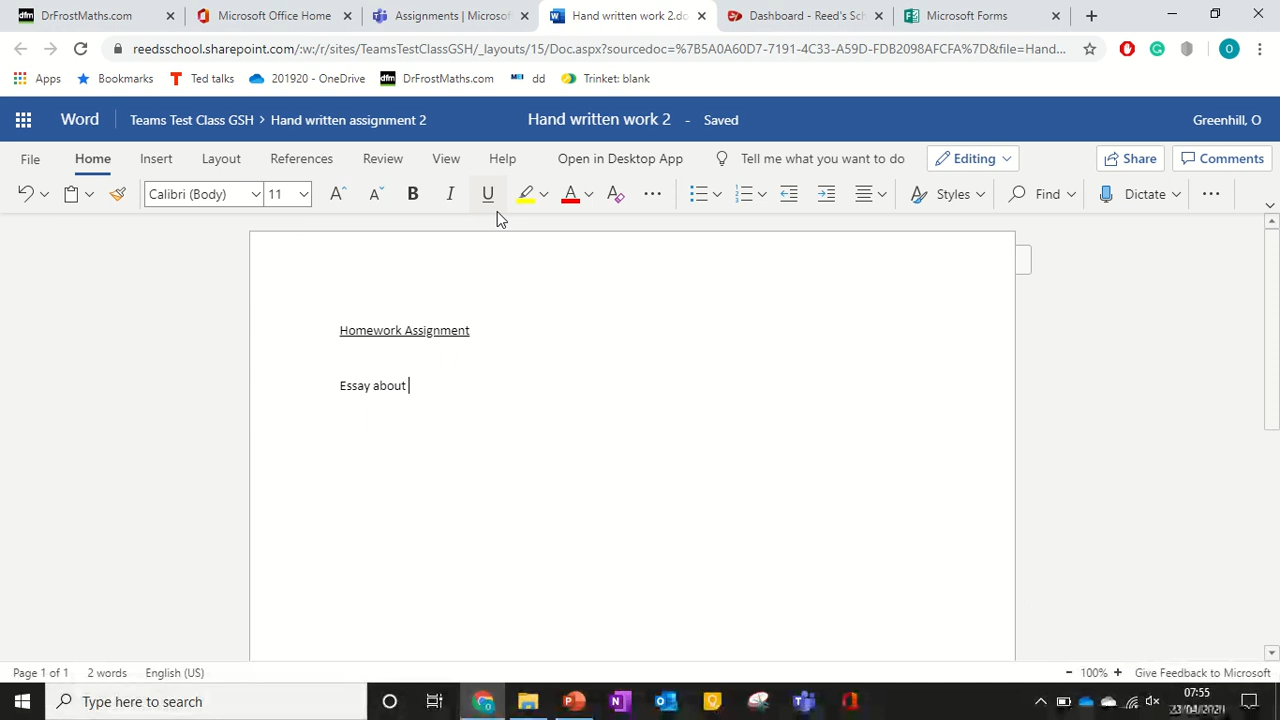 DrFrostMaths.com
Microsoft Office Home
Assignments | Microsof
Hand written work 2.do
Dashboard - Reed's Sch
Microsoft Forms
reedsschool.sharepoint.com/:w:/r/sites/TeamsTestClassGSH/_layouts/15/Doc.aspx?sourcedoc=%7B5A0A60D7-7191-4C33-A59D-FDB2098AFCFA%7D&file=Hand...
O
Apps
Bookmarks
Ted talks
201920 - OneDrive
dfm DrFrostMaths.com
dd
Trinket: blank
Word
Teams Test Class GSH > Hand written assignment 2
Hand written work 2 - Saved
Greenhill, O
File Home Insert Layout References Review View Help Open in Desktop App Tell me what you want to do Editing Share Comments
Calibri (Body) 11 A A B I U A A Styles Find Dictate
Homework Assignment
Essay about
Page 1 of 1 2 words English (US) 100% Give Feedback to Microsoft
Type here to search
07:55
23/04/2020